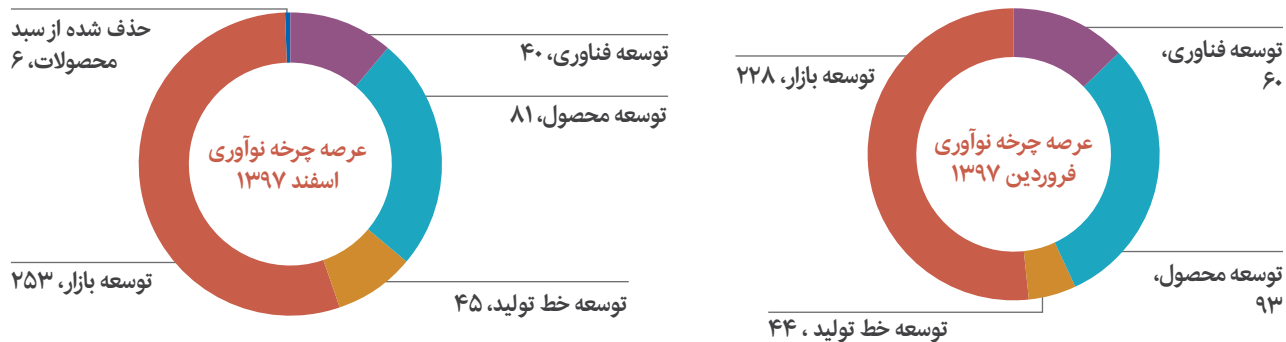 توسعه فناوری،
۶۰
توسعه بازار، ۲۲۸
عرصه چرخه نوآوری
فروردین ۱۳۹۷
توسعه محصول،
۹۳
توسعه خط تولید ، ۴۴
حذف شده از سبد
محصولات، ۶
توسعه فناوری، ۴۰
توسعه محصول، ۸۱
عرصه چرخه نوآوری
اسفند ۱۳۹۷
توسعه بازار، ۲۵۳
توسعه خط تولید، ۴۵